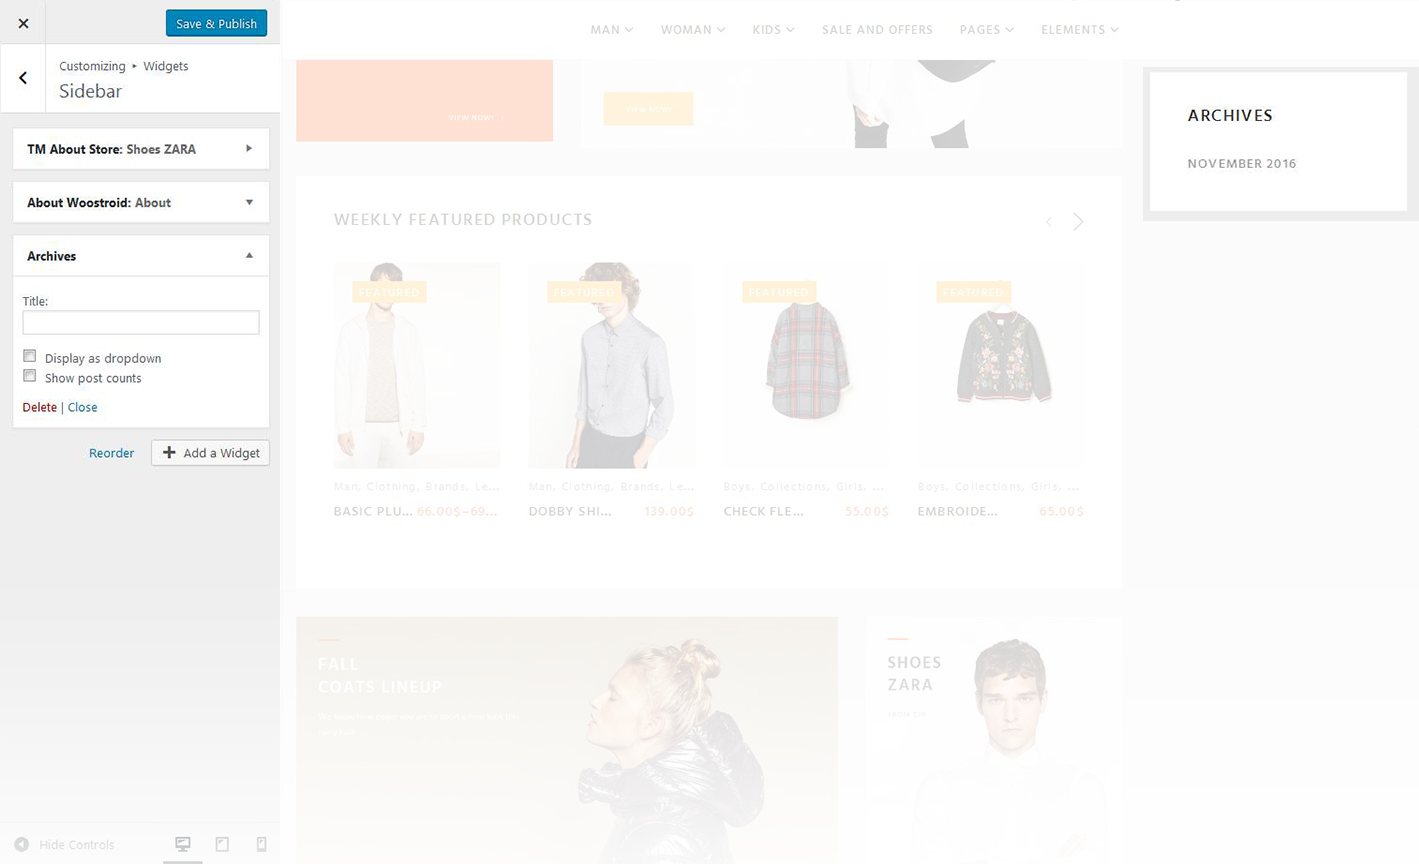 Save & Publish
Customizing ▸ Widgets
Sidebar
TM About Store: Shoes ZARA
About Woostroid: About
Archives
Title:
Display as dropdown
Show post counts
Delete | Close
Reorder
Add a Widget
Hide Controls
MAN WOMAN KIDS SALE AND OFFERS PAGES ELEMENTS
VIEW NOW!
VIEW NOW!
WEEKLY FEATURED PRODUCTS
FEATURED FEATURED FEATURED FEATURED
Man, Clothing, Brands, Le...
BASIC PLU... 66.00$–69...
Man, Clothing, Brands, Le...
DOBBY SHI... 139.00$
Boys, Collections, Girls, ...
CHECK FLE... 55.00$
Boys, Collections, Girls, ...
EMBROIDE... 65.00$
FALL
COATS LINEUP
SHOES
ZARA
ARCHIVES
NOVEMBER 2016